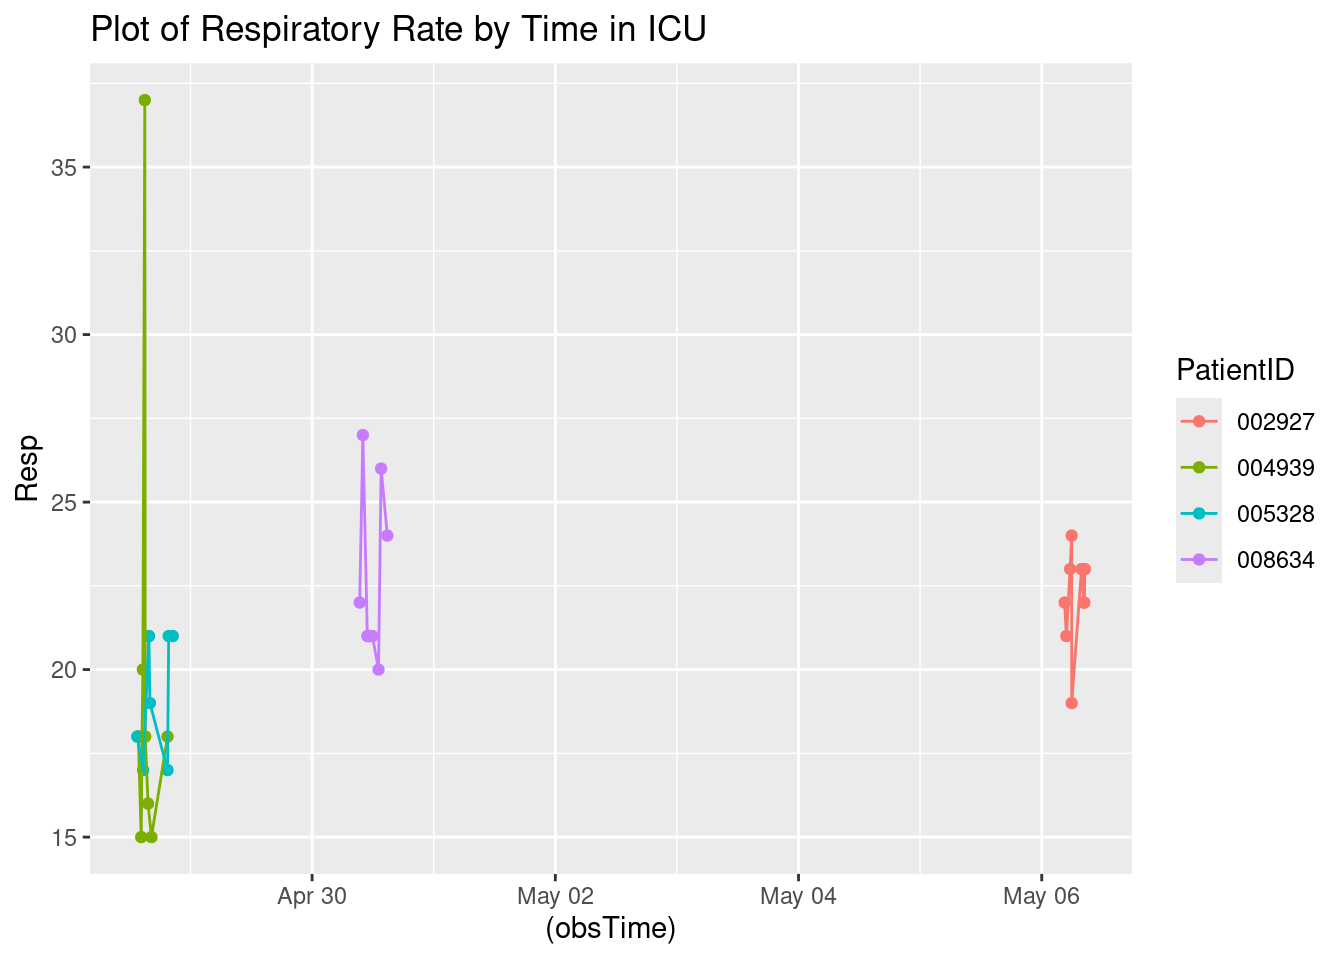 Plot of Respiratory Rate by Time in ICU
35
30
25
20
15
Resp
Apr 30
May 02
May 04
May 06
(obsTime)
PatientID
002927
004939
005328
008634